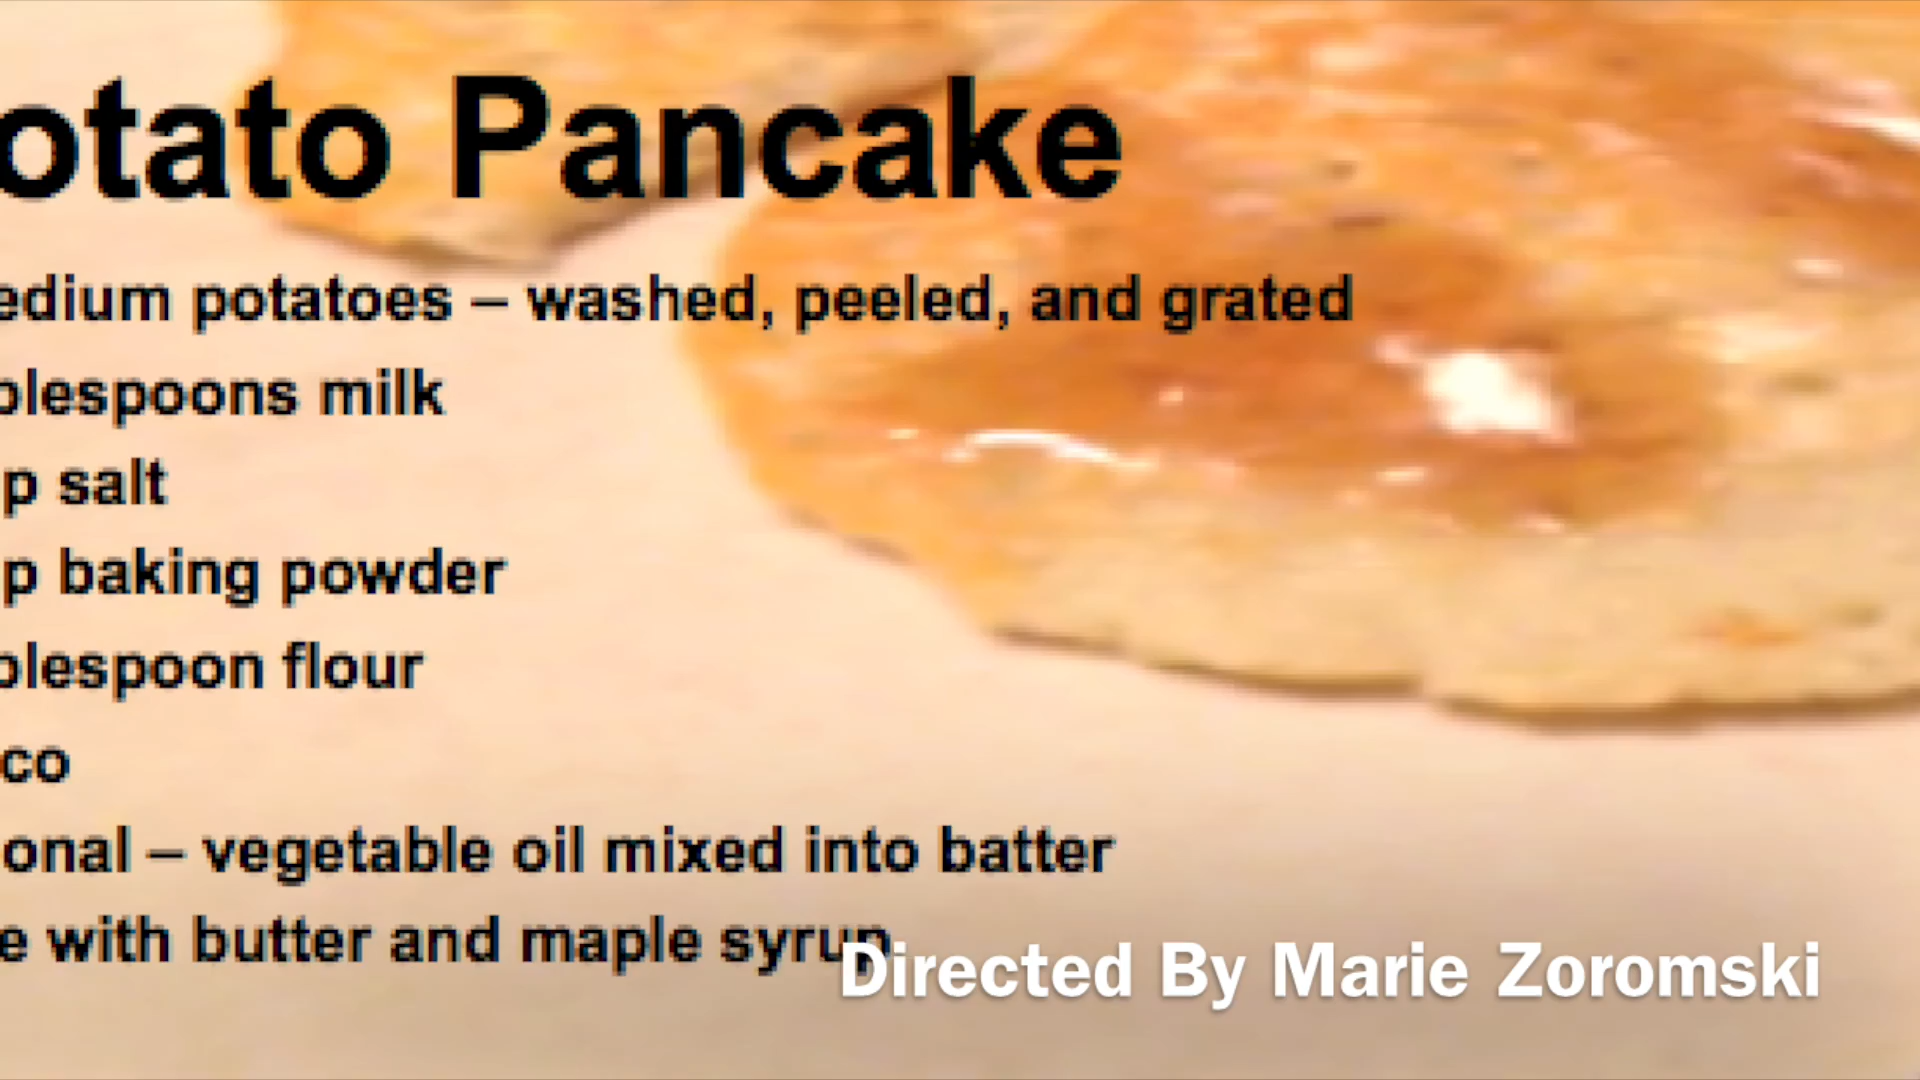 otato Pancake
edium potatoes – washed, peeled, and grated
blespoons milk
p salt
p baking powder
blespoon flour
co
onal – vegetable oil mixed into batter
e with butter and maple syrup
Directed By Marie Zoromski